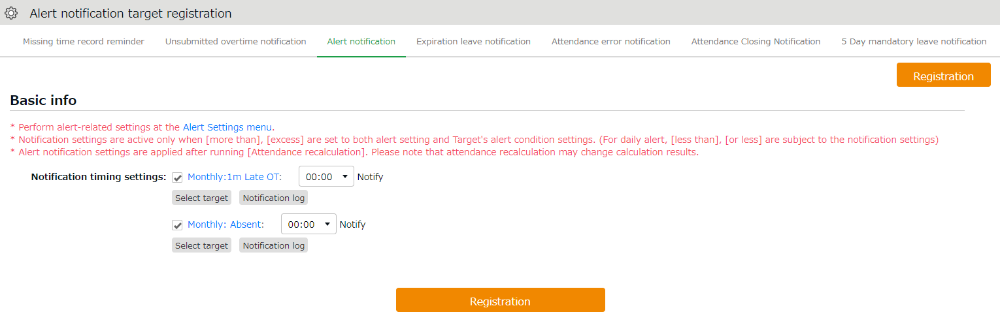 Alert notification target registration
Missing time record reminder Unsubmitted overtime notification Alert notification Expiration leave notification Attendance error notification Attendance Closing Notification 5 Day mandatory leave notification
Registration
Basic info
* Perform alert-related settings at the Alert Settings menu.
* Notification settings are active only when [more than], [excess] are set to both alert setting and Target's alert condition settings. (For daily alert, [less than], [or less] are subject to the notification settings)
* Alert notification settings are applied after running [Attendance recalculation]. Please note that attendance recalculation may change calculation results.
Notification timing settings: Monthly:1m Late OT: 00:00 Notify
Select target Notification log
Monthly: Absent: 00:00 Notify
Select target Notification log
Registration